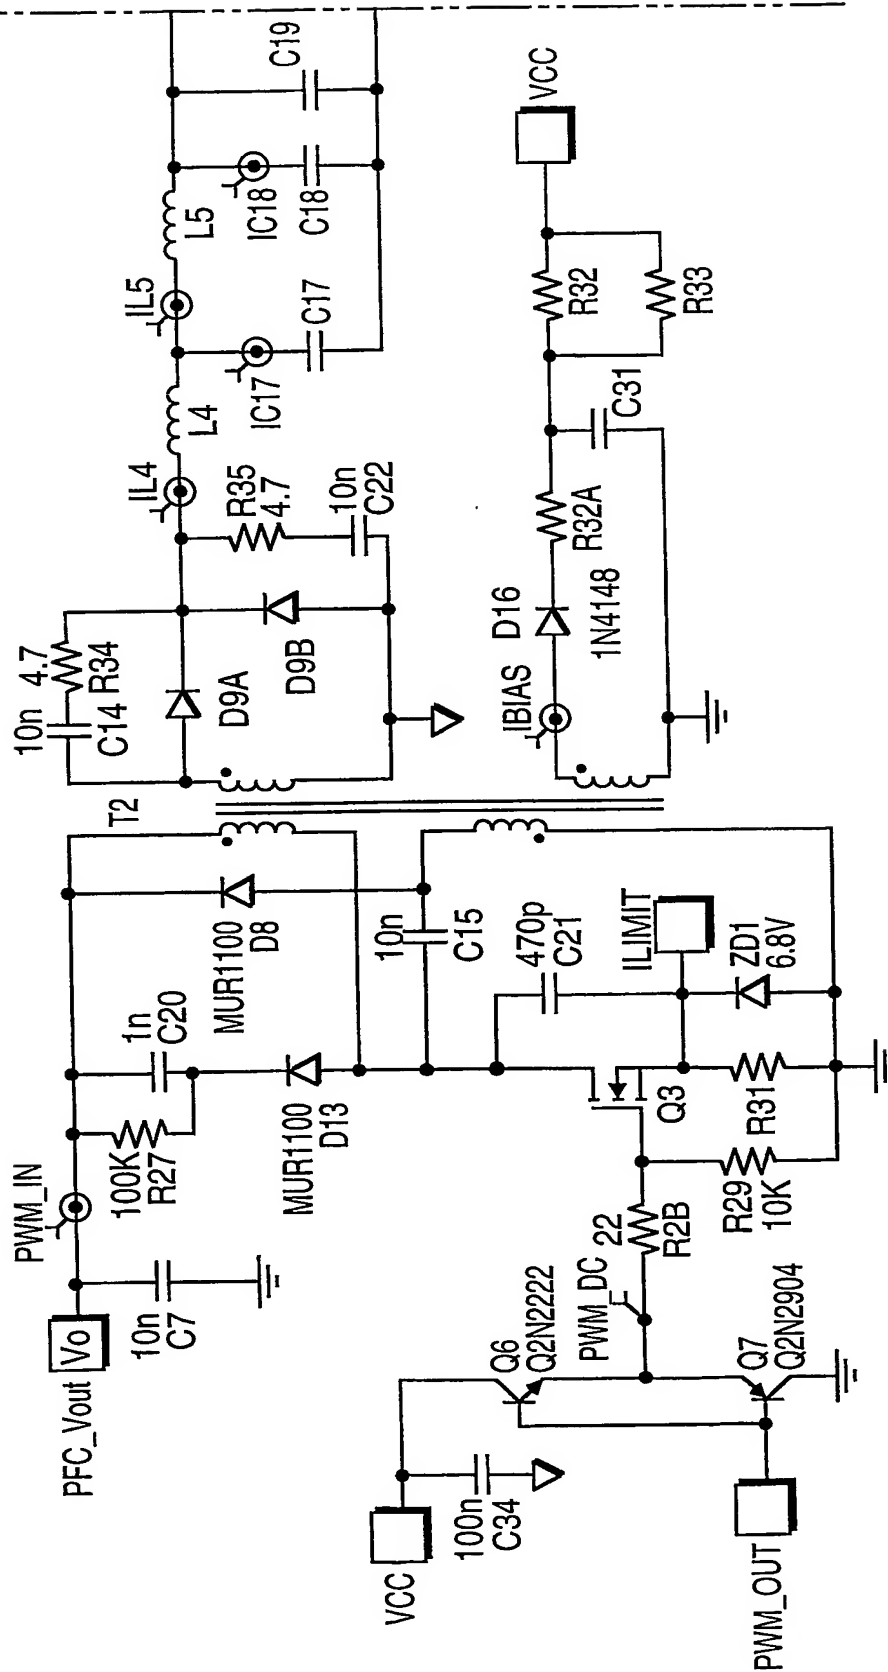 PFC_Vout
Vo
10n
C7
PWM_IN
100K
R27
1n
C20
MUR1100
D13
MUR1100
D8
T2
10n
C15
470p
C21
ILIMIT
ZD1
6.8V
Q3
R31
R29
10K
22
R2B
PWM_DC
Q6
Q2N2222
Q7
Q2N2904
VCC
100n
C34
PWM_OUT
10n
C14
4.7
R34
D9A
D9B
R35
4.7
10n
C22
IL4
L4
IC17
C17
IL5
L5
IC18
C18
C19
IBIAS
D16
1N4148
R32A
C31
R32
R33
VCC